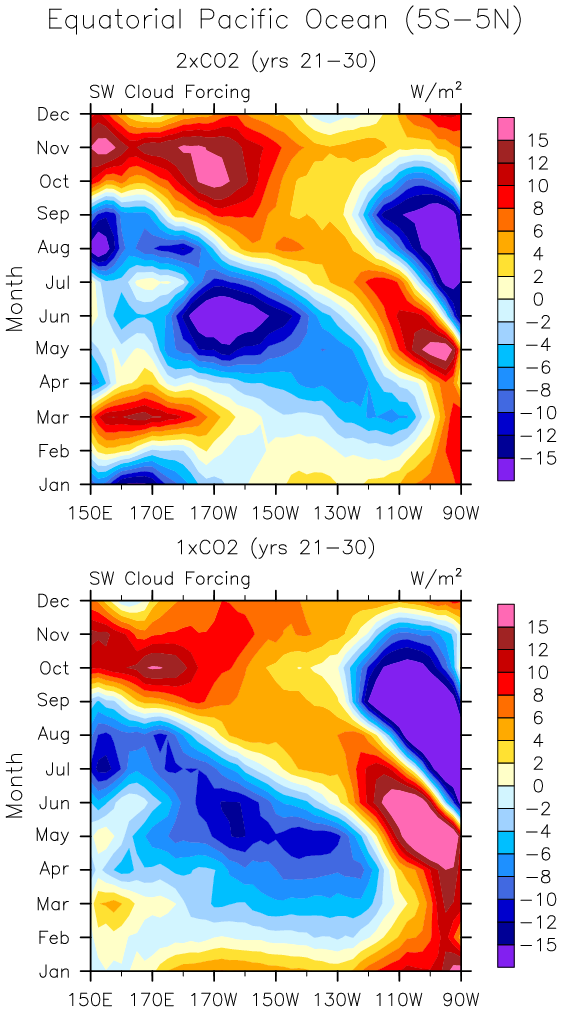 Equatorial Pacific Ocean (5S−5N)
2xCO2 (yrs 21−30)
SW Cloud Forcing W/m²
Dec
Nov
Oct
Sep
Aug
Jul
Jun
May
Apr
Mar
Feb
Jan
Month
150E 170E 170W 150W 130W 110W 90W
15
12
10
8
6
4
2
0
−2
−4
−6
−8
−10
−12
−15
1xCO2 (yrs 21−30)
SW Cloud Forcing W/m²
Dec
Nov
Oct
Sep
Aug
Jul
Jun
May
Apr
Mar
Feb
Jan
Month
150E 170E 170W 150W 130W 110W 90W
15
12
10
8
6
4
2
0
−2
−4
−6
−8
−10
−12
−15